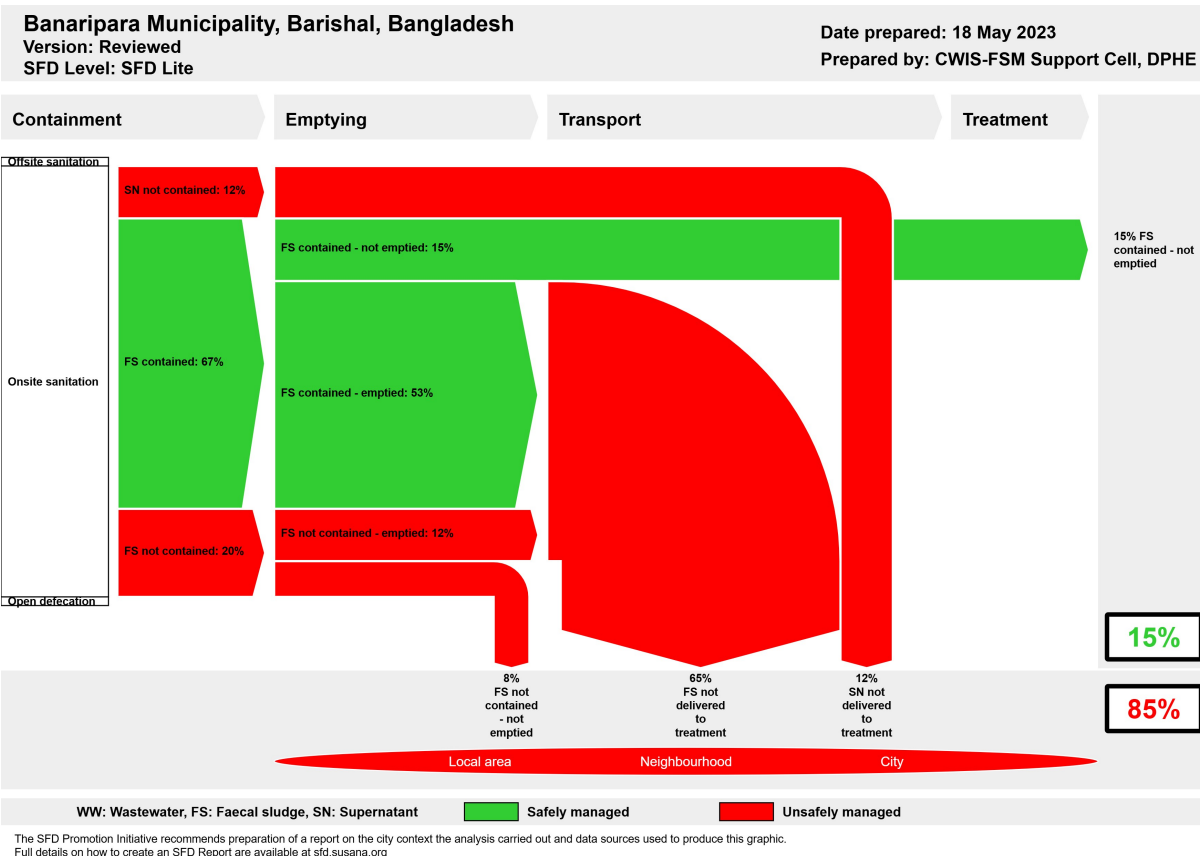 Banaripara Municipality, Barishal, Bangladesh
Version: Reviewed
SFD Level: SFD Lite
Date prepared: 18 May 2023
Prepared by: CWIS-FSM Support Cell, DPHE
Containment
Emptying
Transport
Treatment
Offsite sanitation
SN not contained: 12%
FS contained - not emptied: 15%
15% FS
contained - not
emptied
FS contained: 67%
Onsite sanitation
FS contained - emptied: 53%
FS not contained - emptied: 12%
FS not contained: 20%
Open defecation
15%
8%
FS not
contained
- not
emptied
65%
FS not
delivered
to
treatment
12%
SN not
delivered
to
treatment
85%
Local area
Neighbourhood
City
WW: Wastewater, FS: Faecal sludge, SN: Supernatant
Safely managed
Unsafely managed
The SFD Promotion Initiative recommends preparation of a report on the city context the analysis carried out and data sources used to produce this graphic.
Full details on how to create an SFD Report are available at sfd.susana.org